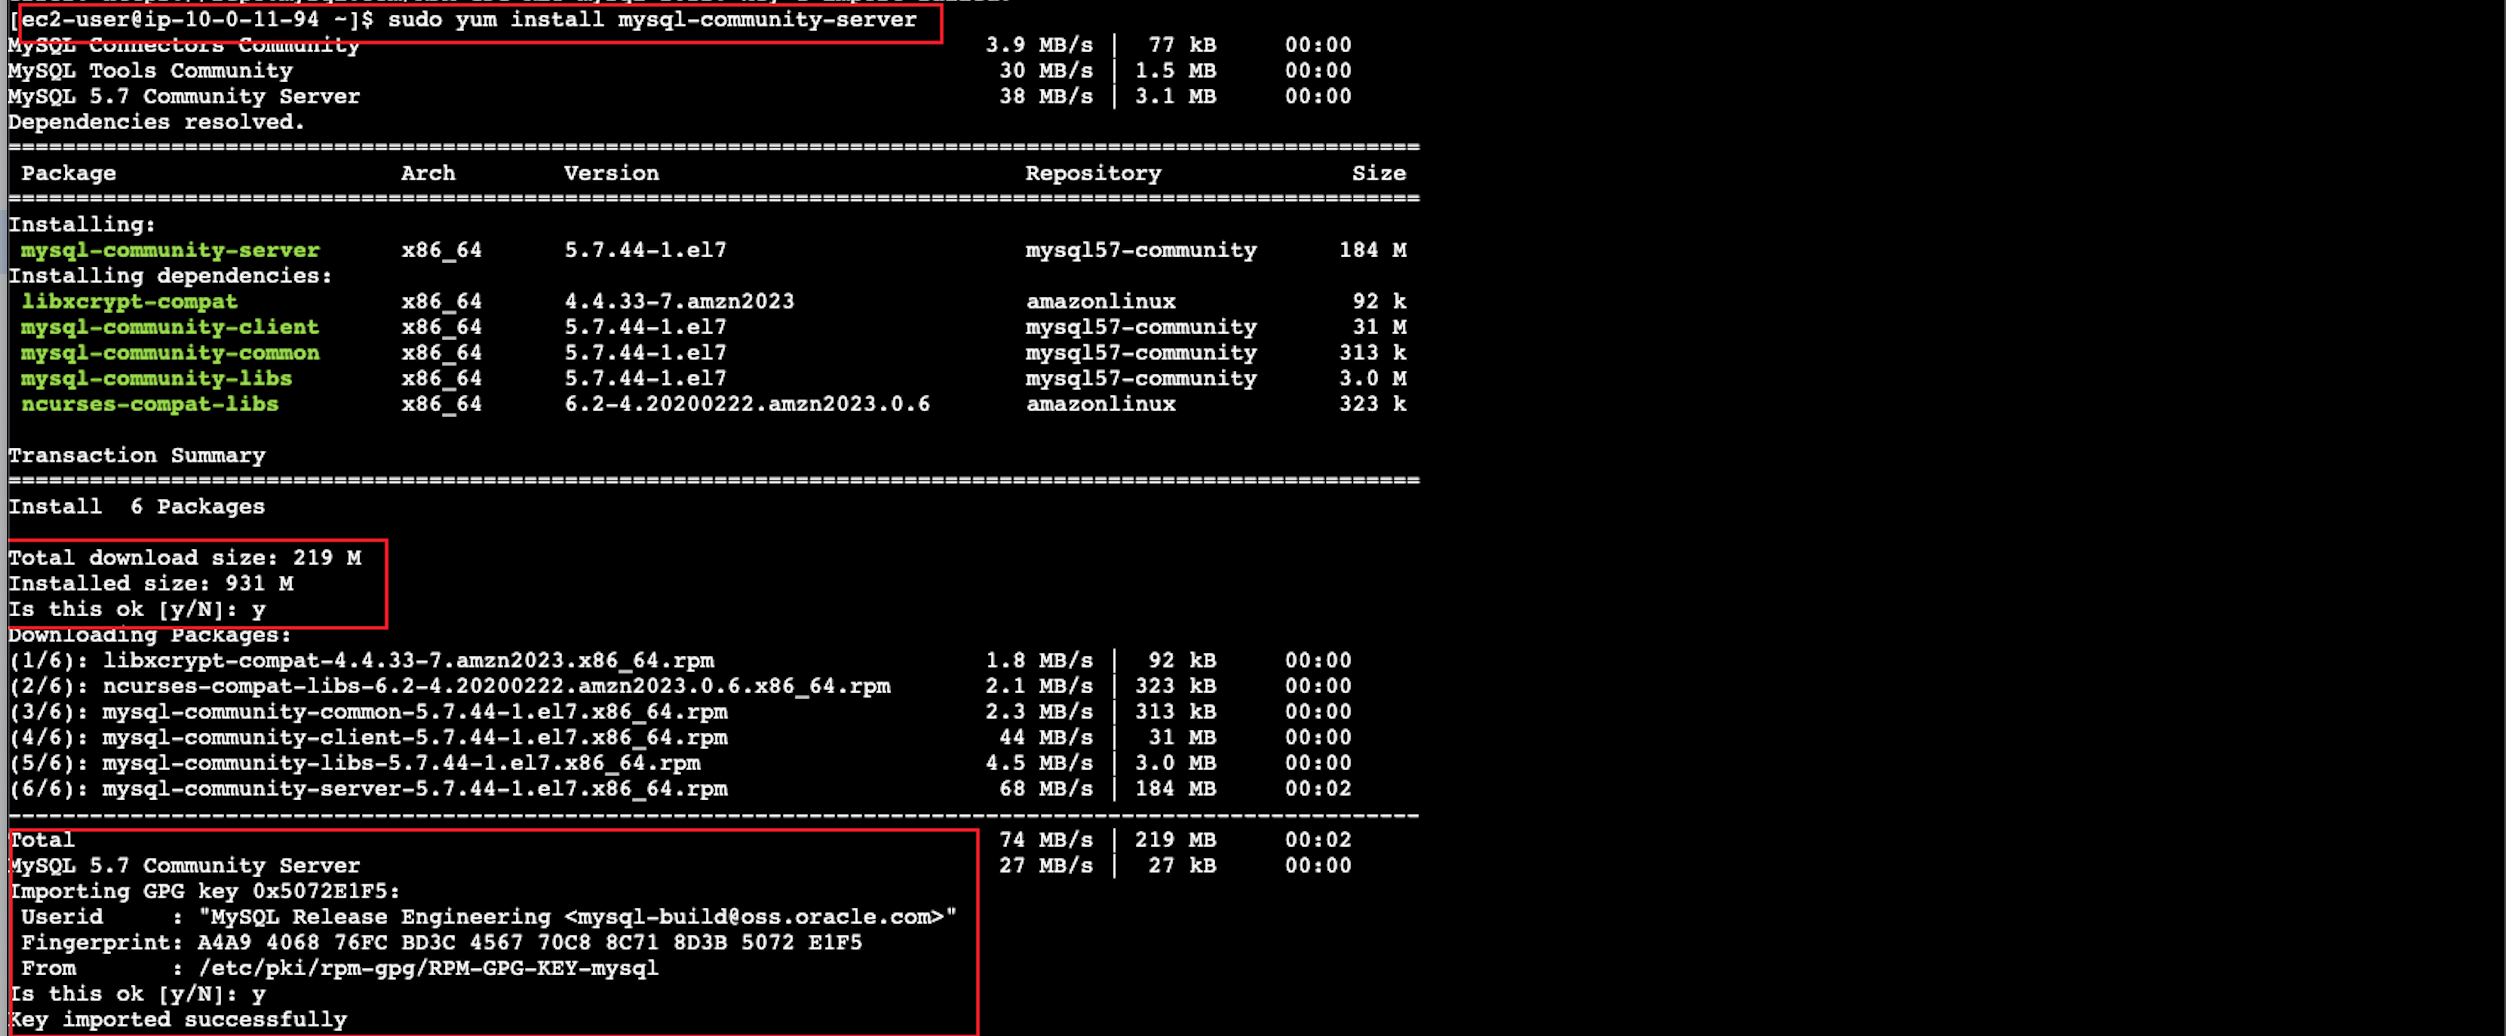 [ec2-user@ip-10-0-11-94 ~]$ sudo yum install mysql-community-server
MySQL Connectors Community 3.9 MB/s | 77 kB 00:00
MySQL Tools Community 30 MB/s | 1.5 MB 00:00
MySQL 5.7 Community Server 38 MB/s | 3.1 MB 00:00
Dependencies resolved.
Package Arch Version Repository Size
Installing:
mysql-community-server x86_64 5.7.44-1.el7 mysql57-community 184 M
Installing dependencies:
libxcrypt-compat x86_64 4.4.33-7.amzn2023 amazonlinux 92 k
mysql-community-client x86_64 5.7.44-1.el7 mysql57-community 31 M
mysql-community-common x86_64 5.7.44-1.el7 mysql57-community 313 k
mysql-community-libs x86_64 5.7.44-1.el7 mysql57-community 3.0 M
ncurses-compat-libs x86_64 6.2-4.20200222.amzn2023.0.6 amazonlinux 323 k
Transaction Summary
Install 6 Packages
Total download size: 219 M
Installed size: 931 M
Is this ok [y/N]: y
Downloading Packages:
(1/6): libxcrypt-compat-4.4.33-7.amzn2023.x86_64.rpm 1.8 MB/s | 92 kB 00:00
(2/6): ncurses-compat-libs-6.2-4.20200222.amzn2023.0.6.x86_64.rpm 2.1 MB/s | 323 kB 00:00
(3/6): mysql-community-common-5.7.44-1.el7.x86_64.rpm 2.3 MB/s | 313 kB 00:00
(4/6): mysql-community-client-5.7.44-1.el7.x86_64.rpm 44 MB/s | 31 MB 00:00
(5/6): mysql-community-libs-5.7.44-1.el7.x86_64.rpm 4.5 MB/s | 3.0 MB 00:00
(6/6): mysql-community-server-5.7.44-1.el7.x86_64.rpm 68 MB/s | 184 MB 00:02
Total 74 MB/s | 219 MB 00:02
MySQL 5.7 Community Server 27 MB/s | 27 kB 00:00
Importing GPG key 0x5072E1F5:
Userid : "MySQL Release Engineering <mysql-build@oss.oracle.com>"
Fingerprint: A4A9 4068 76FC BD3C 4567 70C8 8C71 8D3B 5072 E1F5
From : /etc/pki/rpm-gpg/RPM-GPG-KEY-mysql
Is this ok [y/N]: y
Key imported successfully